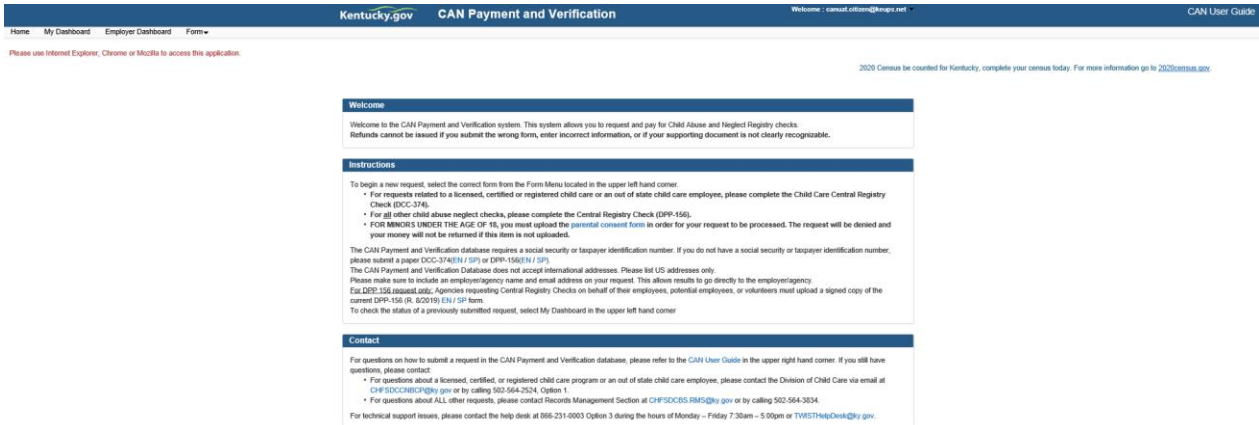 Kentucky.gov CAN Payment and Verification Welcome : canuat.citizen@keups.net CAN User Guide
Home My Dashboard Employer Dashboard Form
Please use Internet Explorer, Chrome or Mozilla to access this application.
2020 Census be counted for Kentucky, complete your census today. For more information go to 2020census.gov.
Welcome
Welcome to the CAN Payment and Verification system. This system allows you to request and pay for Child Abuse and Neglect Registry checks.
Refunds cannot be issued if you submit the wrong form, enter incorrect information, or if your supporting document is not clearly recognizable.
Instructions
To begin a new request, select the correct form from the Form Menu located in the upper left hand corner.
• For requests related to a licensed, certified or registered child care or an out of state child care employee, please complete the Child Care Central Registry
Check (DCC-374).
• For all other child abuse neglect checks, please complete the Central Registry Check (DPP-156).
• FOR MINORS UNDER THE AGE OF 18, you must upload the parental consent form in order for your request to be processed. The request will be denied and
your money will not be returned if this item is not uploaded.
The CAN Payment and Verification database requires a social security or taxpayer identification number. If you do not have a social security or taxpayer identification number,
please submit a paper DCC-374(EN / SP) or DPP-156(EN / SP).
The CAN Payment and Verification Database does not accept international addresses. Please list US addresses only.
Please make sure to include an employer/agency name and email address on your request. This allows results to go directly to the employer/agency.
For DPP 156 request only: Agencies requesting Central Registry Checks on behalf of their employees, potential employees, or volunteers must upload a signed copy of the
current DPP-156 (R. 8/2019) EN / SP form.
To check the status of a previously submitted request, select My Dashboard in the upper left hand corner
Contact
For questions on how to submit a request in the CAN Payment and Verification database, please refer to the CAN User Guide in the upper right hand corner. If you still have
questions, please contact:
• For questions about a licensed, certified, or registered child care program or an out of state child care employee, please contact the Division of Child Care via email at
CHFSDCCNBCP@ky.gov or by calling 502-564-2524, Option 1.
• For questions about ALL other requests, please contact Records Management Section at CHFSDCBS.RMS@ky.gov or by calling 502-564-3834.
For technical support issues, please contact the help desk at 866-231-0003 Option 3 during the hours of Monday – Friday 7:30am – 5:00pm or TWISTHelpDesk@ky.gov.